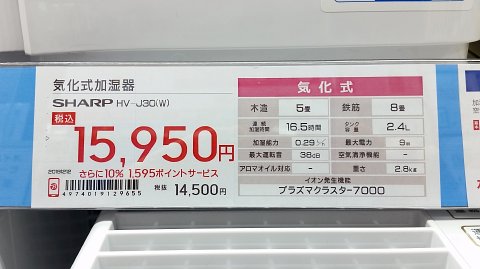 気化式加湿器
SHARP HV-J30(W)
税込
15,950円
さらに10% 1,595ポイントサービス
4974019129655
税抜 14,500円
気化式
木造 5畳 鉄筋 8畳
連続加湿時間 16.5時間 タンク容量 2.4L
加湿能力 0.29 最大電力 9w
最大運転音 38dB 空気清浄機能 -
アロマオイル対応 - 重さ 2.8kg
イオン発生機能
プラズマクラスター7000